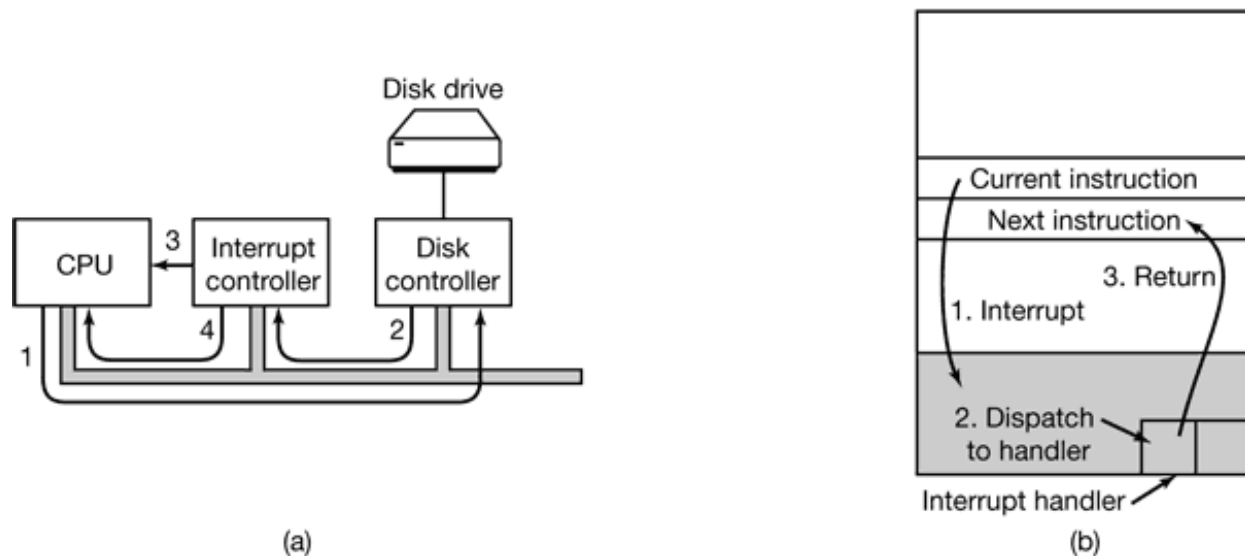 Disk drive
CPU
3
Interrupt
controller
Disk
controller
1
4
2
(a)
Current instruction
Next instruction
3. Return
1. Interrupt
2. Dispatch
to handler
Interrupt handler
(b)